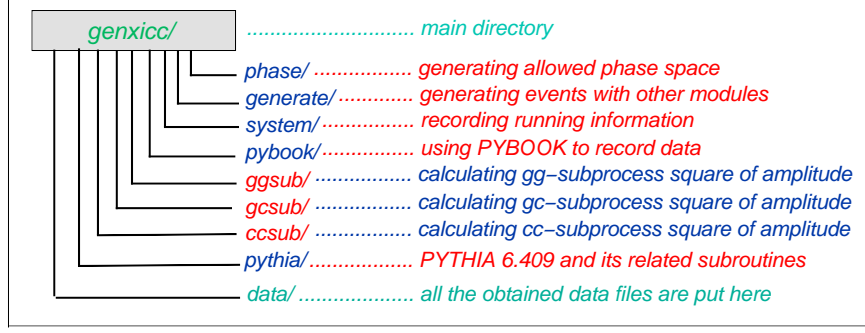 genxicc/ ............................ main directory
phase/ ................. generating allowed phase space
generate/ ............. generating events with other modules
system/ ................ recording running information
pybook/ ............... using PYBOOK to record data
ggsub/ ................. calculating gg−subprocess square of amplitude
gcsub/ ................. calculating gc−subprocess square of amplitude
ccsub/ ................. calculating cc−subprocess square of amplitude
pythia/ .................. PYTHIA 6.409 and its related subroutines
data/ .................... all the obtained data files are put here